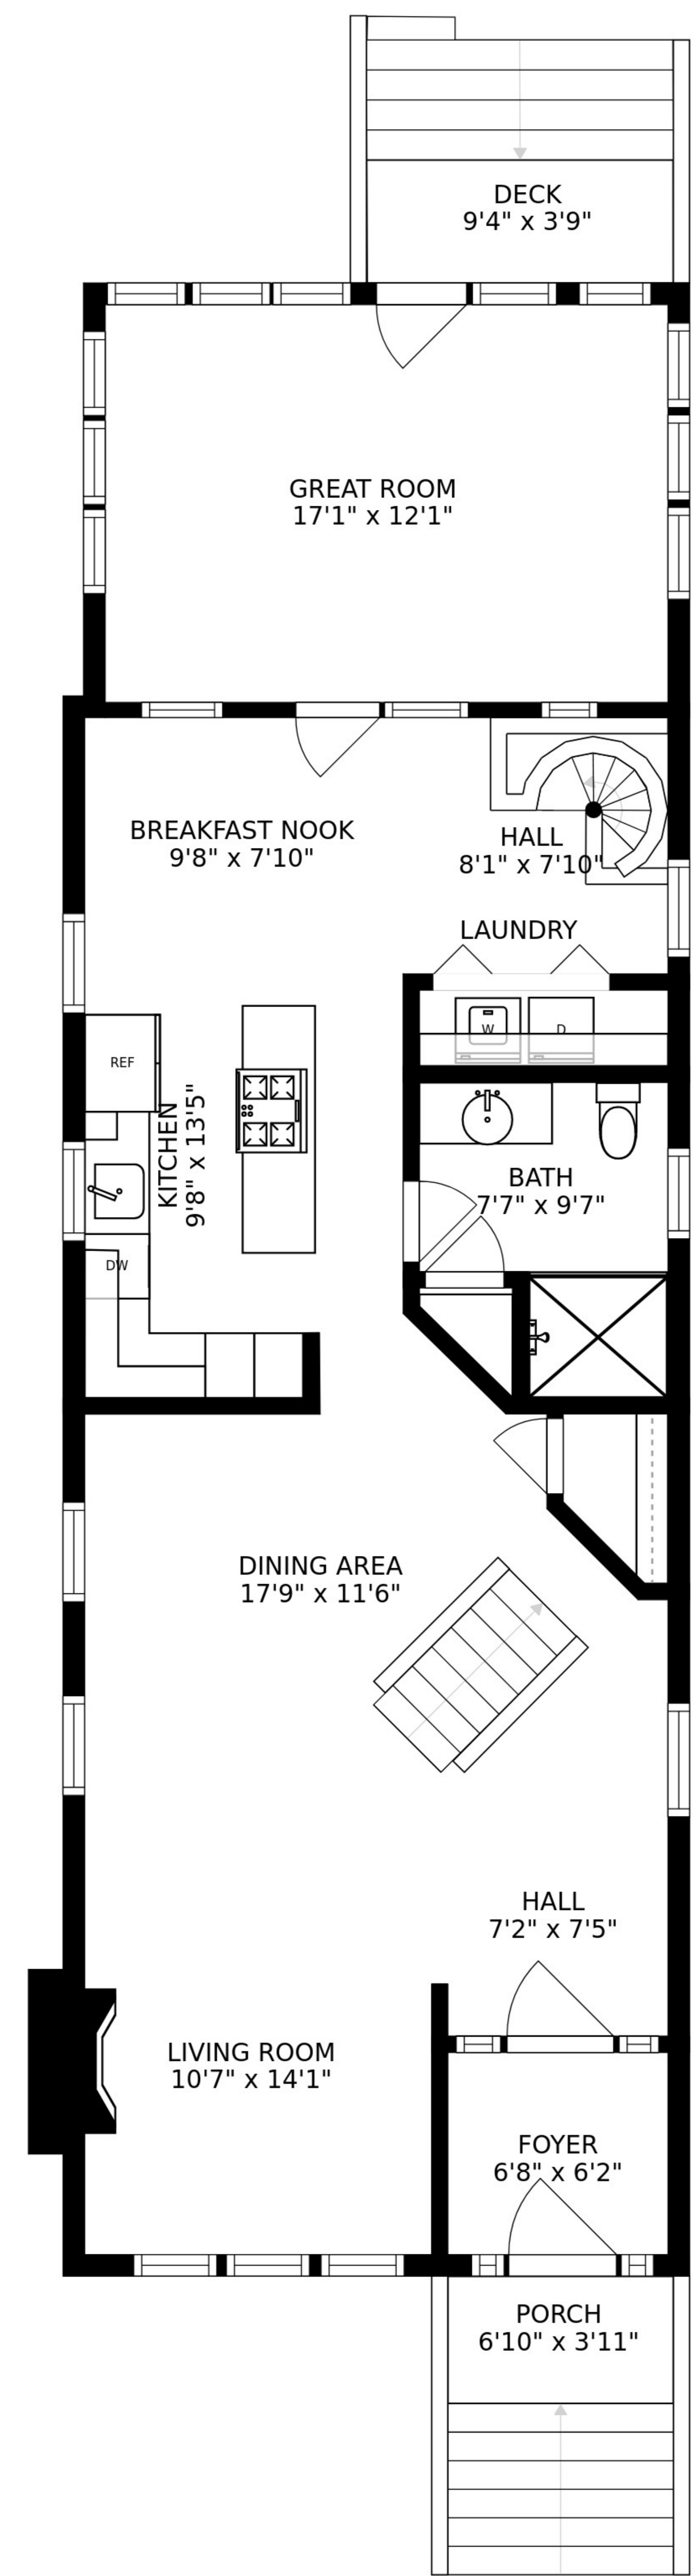 DECK
9'4" x 3'9"
GREAT ROOM
17'1" x 12'1"
BREAKFAST NOOK
9'8" x 7'10"
HALL
8'1" x 7'10"
LAUNDRY
W
D
REF
KITCHEN
9'8" x 13'5"
BATH
7'7" x 9'7"
DW
DINING AREA
17'9" x 11'6"
HALL
7'2" x 7'5"
LIVING ROOM
10'7" x 14'1"
FOYER
6'8" x 6'2"
PORCH
6'10" x 3'11"